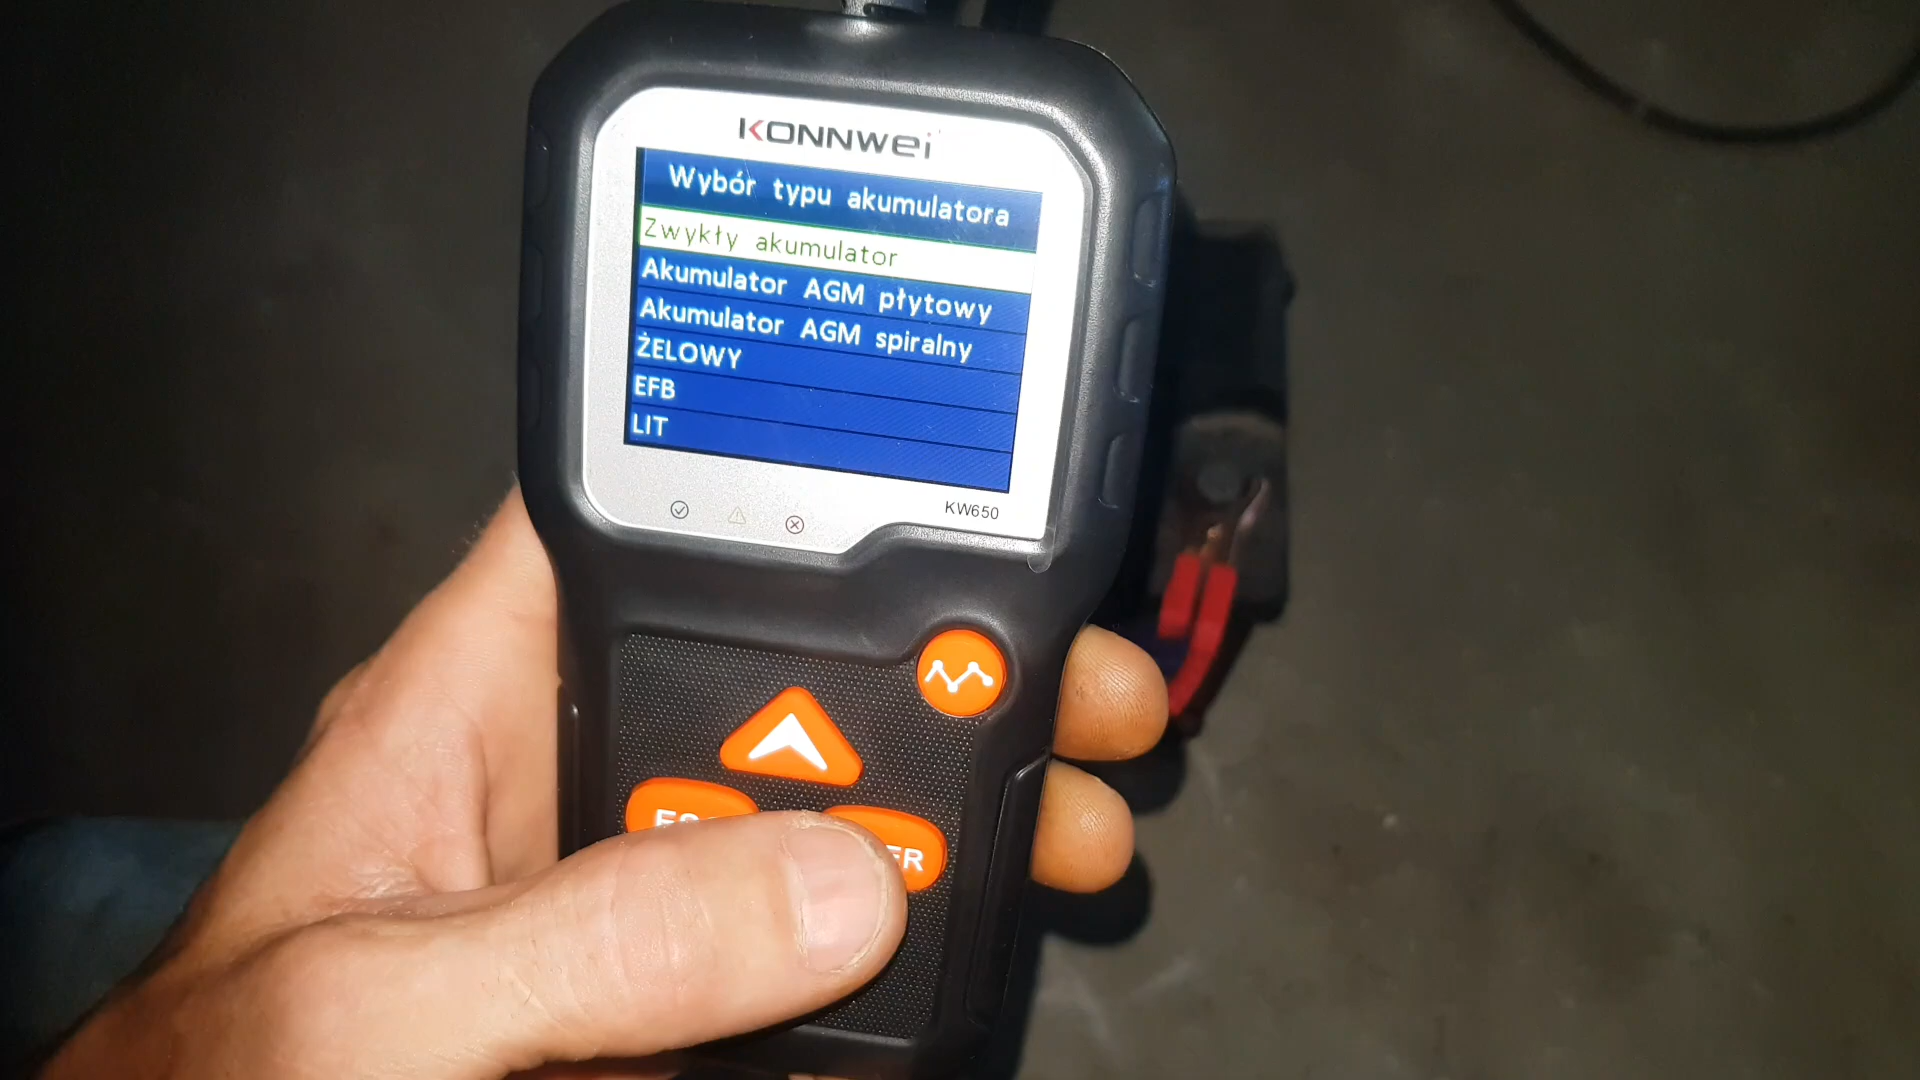 KONNWEI
Wybór typu akumulatora
Zwykły akumulator
Akumulator AGM płytowy
Akumulator AGM spiralny
ŻELOWY
EFB
LIT
KW650